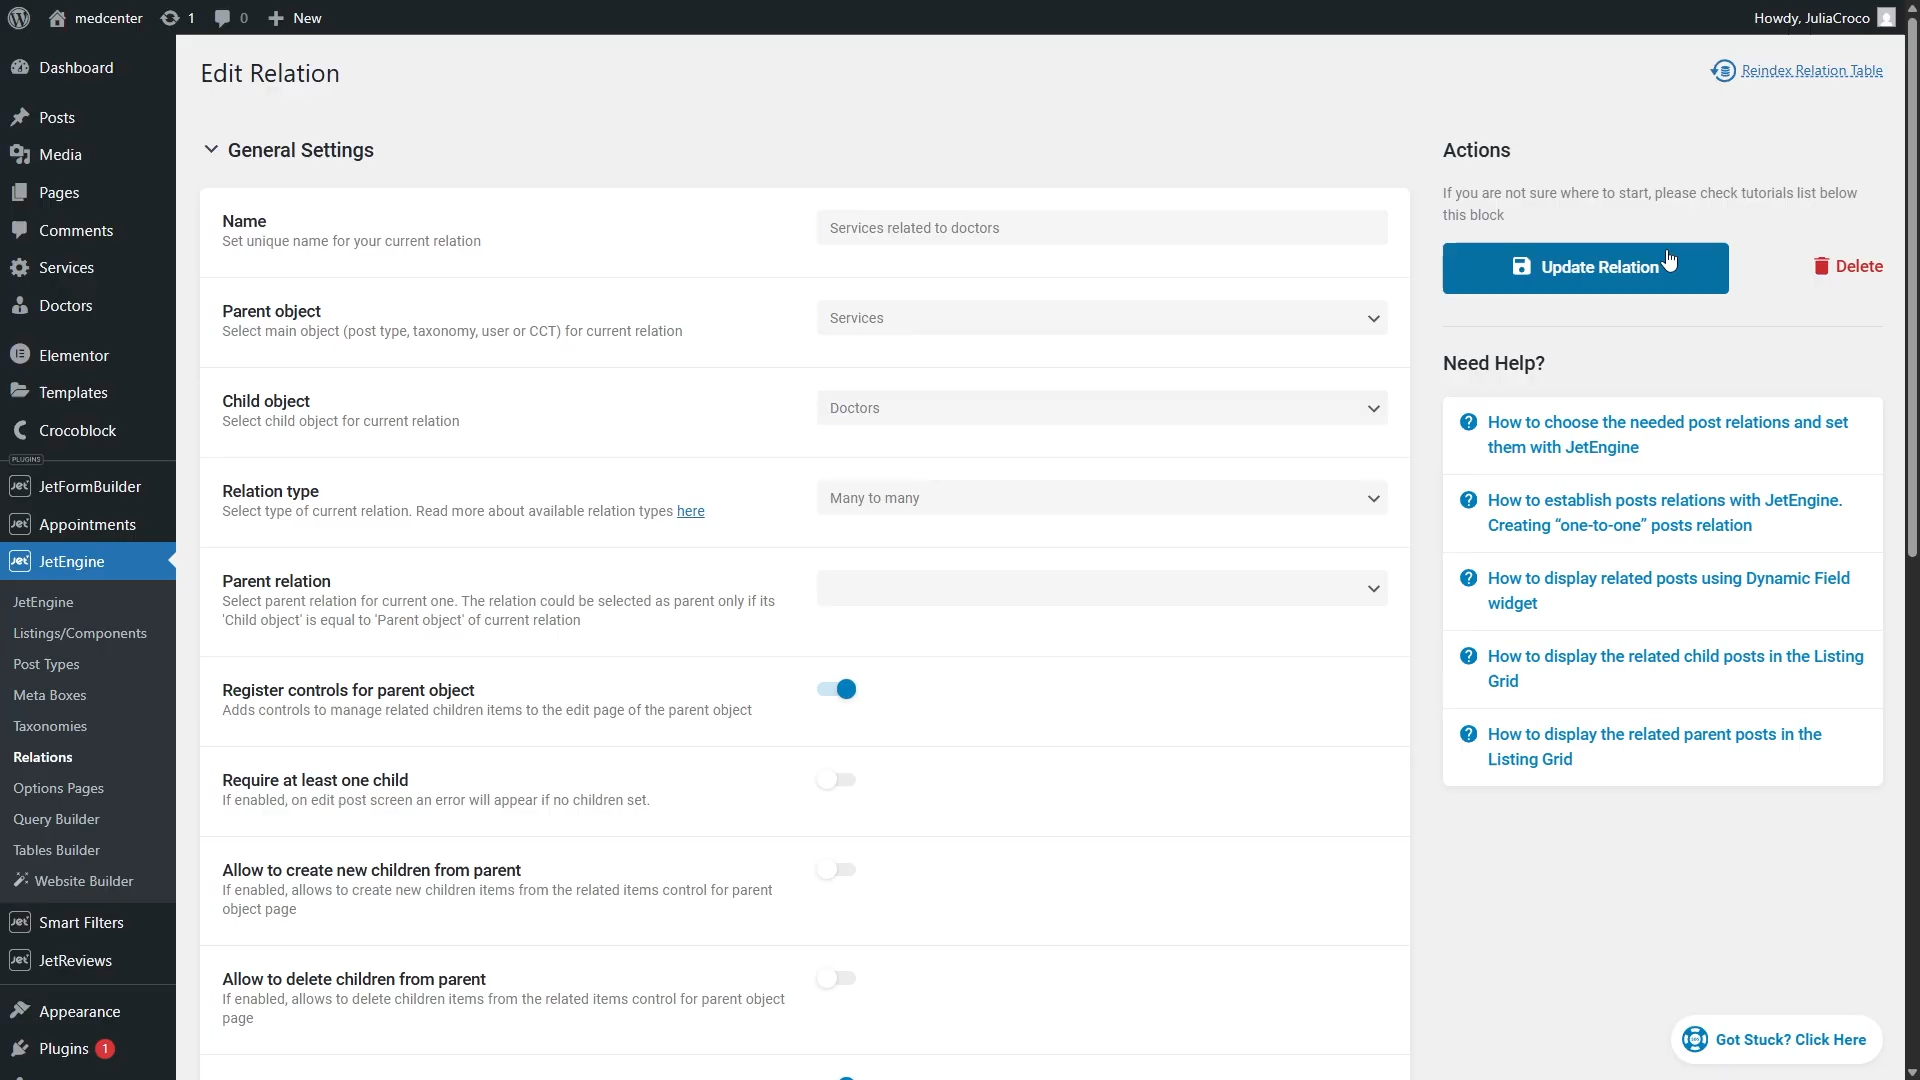 medcenter
1
0
New
Howdy, JuliaCroco
Dashboard
Posts
Media
Pages
Comments
Services
Doctors
Elementor
Templates
Crocoblock
PLUGINS
Jet JetFormBuilder
Jet Appointments
Jet JetEngine
JetEngine
Listings/Components
Post Types
Meta Boxes
Taxonomies
Relations
Options Pages
Query Builder
Tables Builder
Website Builder
Jet Smart Filters
Jet JetReviews
Appearance
Plugins 1
Edit Relation
Reindex Relation Table
General Settings
Name
Set unique name for your current relation
Services related to doctors
Parent object
Select main object (post type, taxonomy, user or CCT) for current relation
Services
Child object
Select child object for current relation
Doctors
Relation type
Select type of current relation. Read more about available relation types here
Many to many
Parent relation
Select parent relation for current one. The relation could be selected as parent only if its
'Child object' is equal to 'Parent object' of current relation
Register controls for parent object
Adds controls to manage related children items to the edit page of the parent object
Require at least one child
If enabled, on edit post screen an error will appear if no children set.
Allow to create new children from parent
If enabled, allows to create new children items from the related items control for parent
object page
Allow to delete children from parent
If enabled, allows to delete children items from the related items control for parent object
page
Actions
If you are not sure where to start, please check tutorials list below
this block
Update Relation
Delete
Need Help?
How to choose the needed post relations and set
them with JetEngine
How to establish posts relations with JetEngine.
Creating “one-to-one” posts relation
How to display related posts using Dynamic Field
widget
How to display the related child posts in the Listing
Grid
How to display the related parent posts in the
Listing Grid
Got Stuck? Click Here